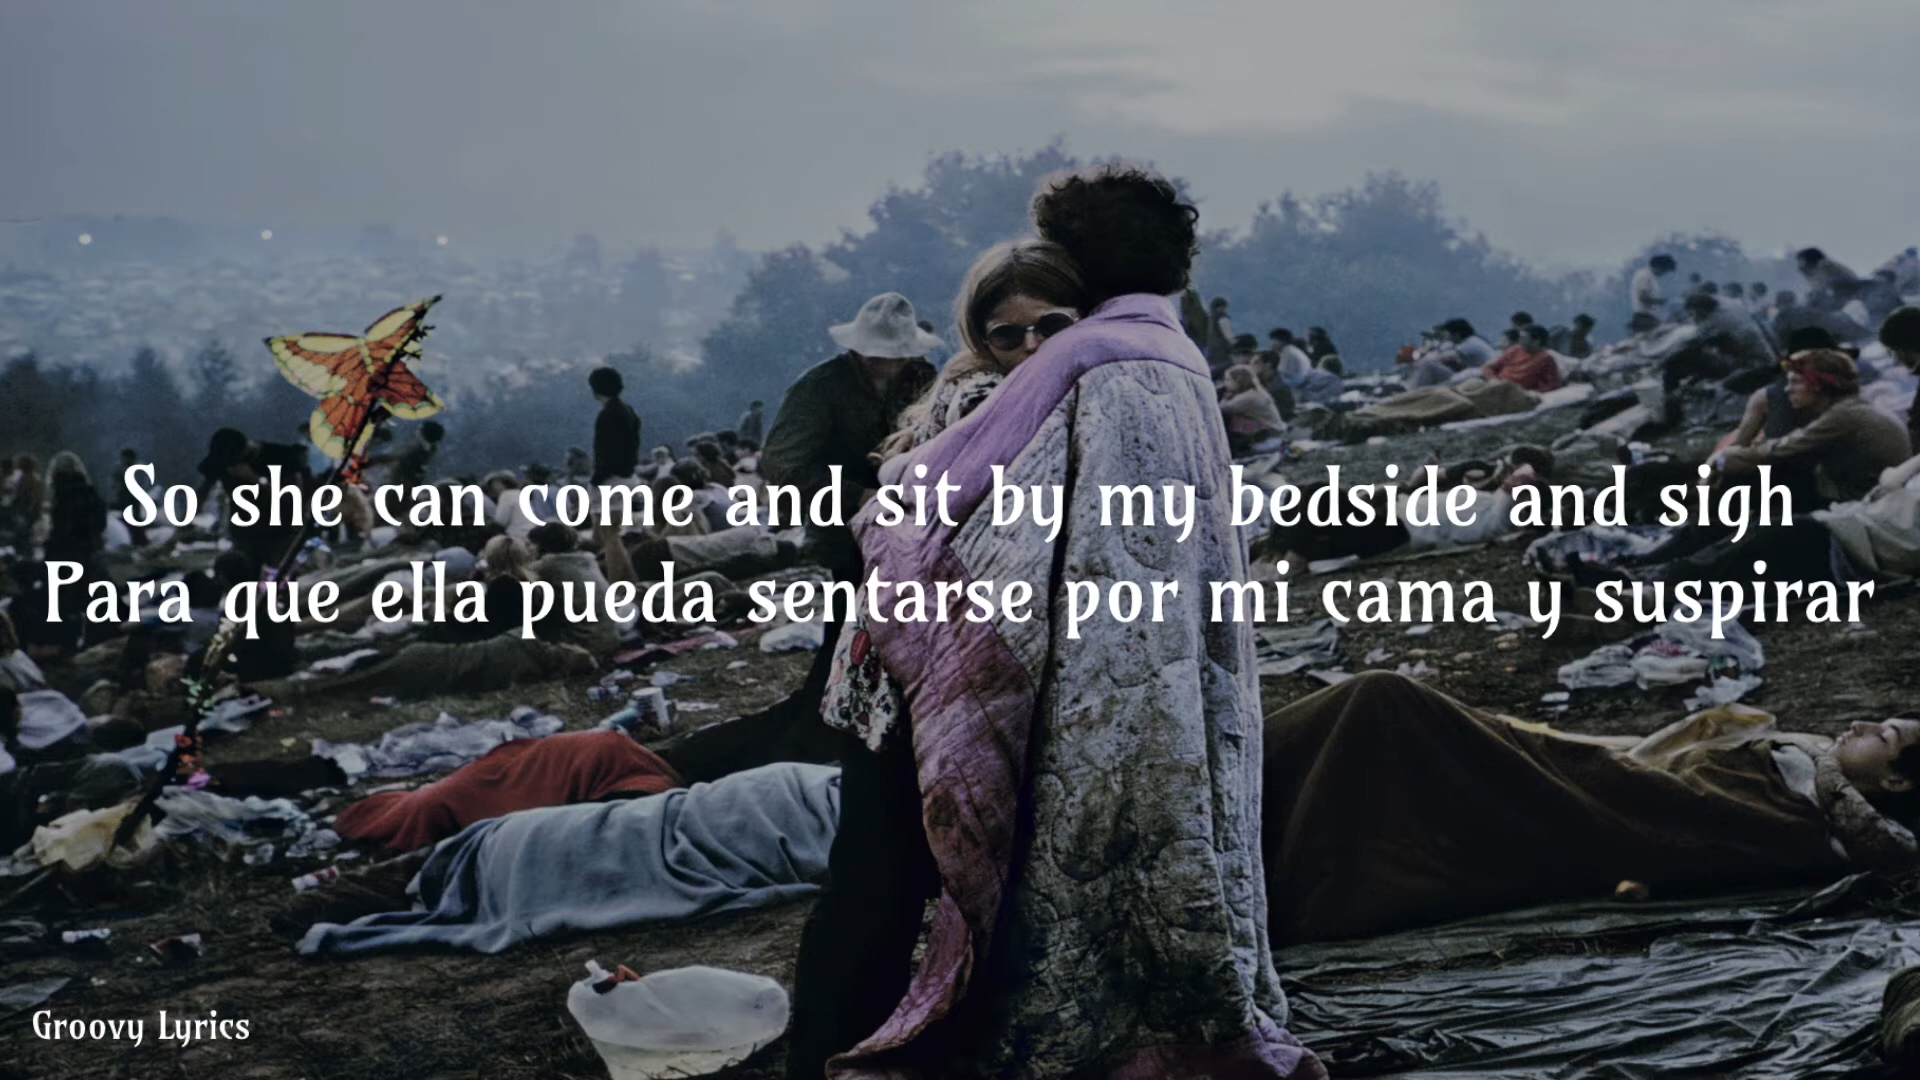 So she can come and sit by my bedside and sigh
Para que ella pueda sentarse por mi cama y suspirar
Groovy Lyrics